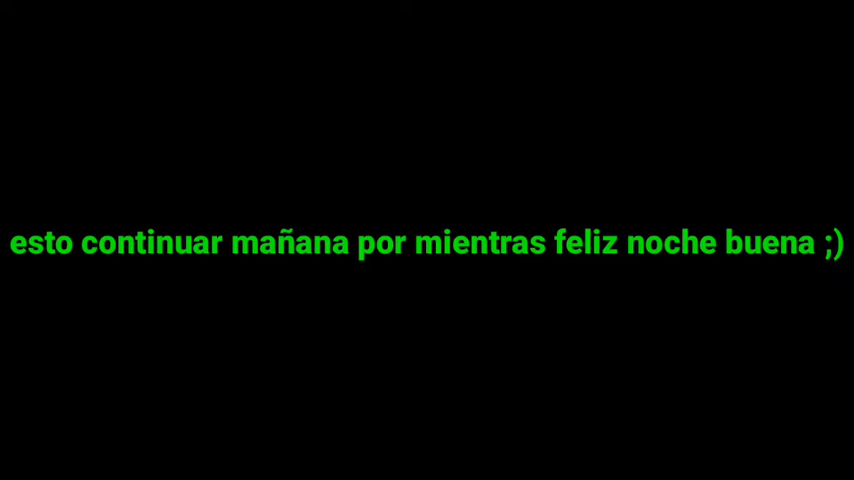 esto continuar mañana por mientras feliz noche buena ;)